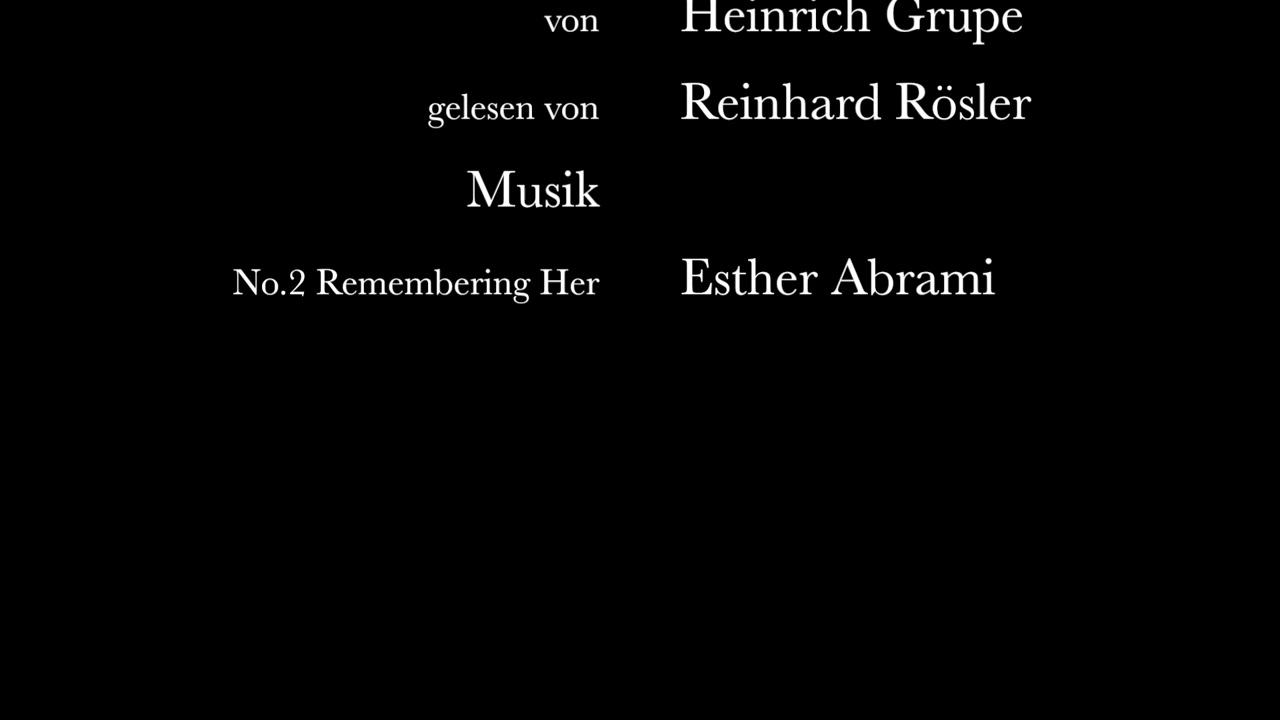 von Heinrich Grupe
gelesen von Reinhard Rösler
Musik
No.2 Remembering Her Esther Abrami